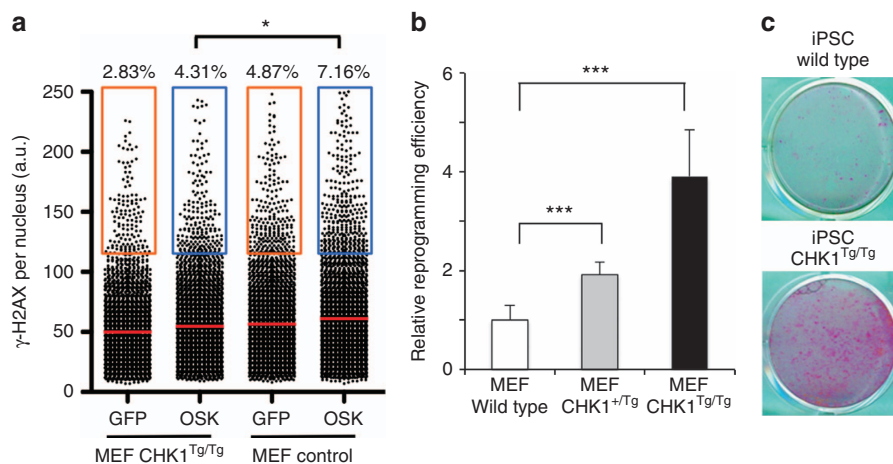 a
*
2.83% 4.31% 4.87% 7.16%
γ-H2AX per nucleus (a.u.)
250
200
150
100
50
0
GFP OSK GFP OSK
MEF CHK1Tg/Tg MEF control
b
Relative reprogramming efficiency
6
4
2
0
***
***
MEF
Wild type
MEF
CHK1+/Tg
MEF
CHK1Tg/Tg
c
iPSC
wild type
iPSC
CHK1Tg/Tg